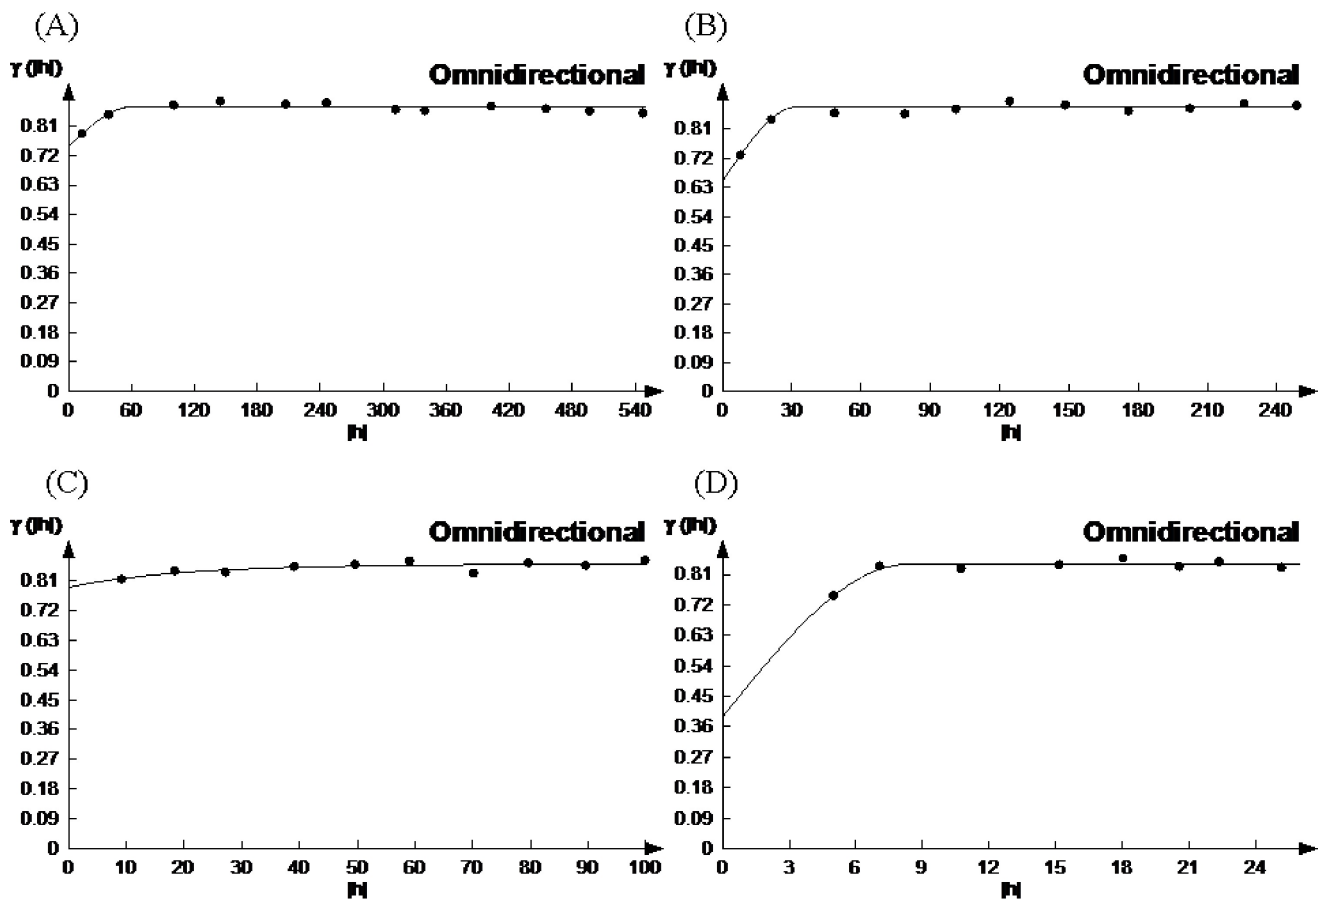 (A)
γ (|h|)
Omnidirectional
0.81
0.72
0.63
0.54
0.45
0.36
0.27
0.18
0.09
0
0 60 120 180 240 300 360 420 480 540
|h|
(B)
γ (|h|)
Omnidirectional
0.81
0.72
0.63
0.54
0.45
0.36
0.27
0.18
0.09
0
0 30 60 90 120 150 180 210 240
|h|
(C)
γ (|h|)
Omnidirectional
0.81
0.72
0.63
0.54
0.45
0.36
0.27
0.18
0.09
0
0 10 20 30 40 50 60 70 80 90 100
|h|
(D)
γ (|h|)
Omnidirectional
0.81
0.72
0.63
0.54
0.45
0.36
0.27
0.18
0.09
0
0 3 6 9 12 15 18 21 24
|h|